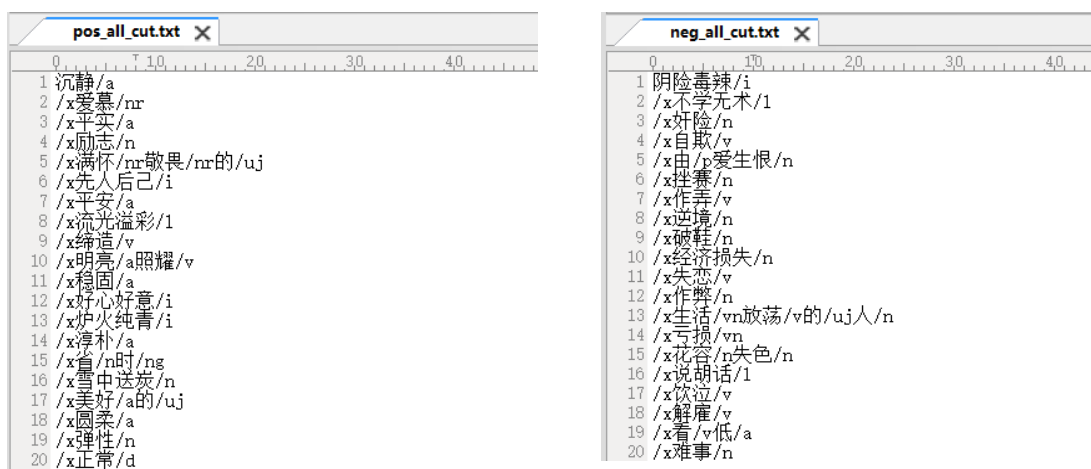 pos_all_cut.txt
0 10 20 30 40
1 沉静/a
2 /x爱慕/nr
3 /x平实/a
4 /x励志/n
5 /x满怀/nr敬畏/nr的/uj
6 /x先人后己/i
7 /x平安/a
8 /x流光溢彩/l
9 /x缔造/v
10 /x明亮/a照耀/v
11 /x稳固/a
12 /x好心好意/i
13 /x炉火纯青/i
14 /x淳朴/a
15 /x省/n时/ng
16 /x雪中送炭/n
17 /x美好/a的/uj
18 /x圆柔/a
19 /x弹性/n
20 /x正常/d
neg_all_cut.txt
0 10 20 30 40
1 阴险毒辣/i
2 /x不学无术/l
3 /x奸险/n
4 /x自欺/v
5 /x由/p爱生恨/n
6 /x挫赛/n
7 /x作弄/v
8 /x逆境/n
9 /x破鞋/n
10 /x经济损失/n
11 /x失恋/v
12 /x作弊/n
13 /x生活/vn放荡/v的/uj人/n
14 /x亏损/vn
15 /x花容/n失色/n
16 /x说胡话/l
17 /x饮泣/v
18 /x解雇/v
19 /x看/v低/a
20 /x难事/n